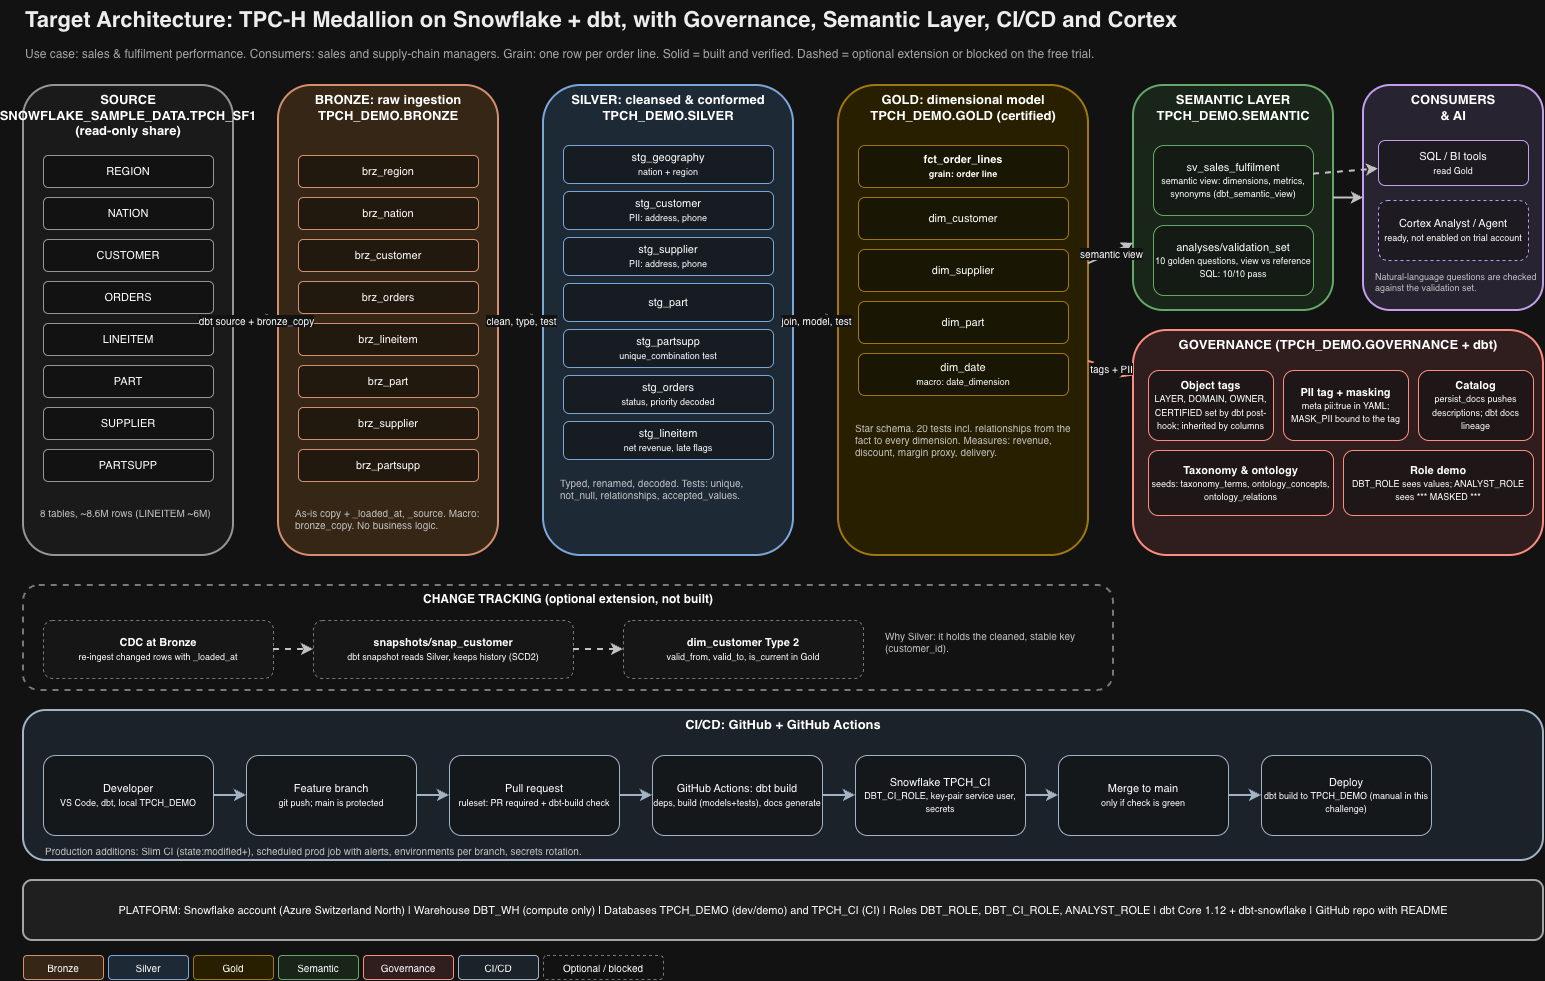 Target Architecture: TPC-H Medallion on Snowflake + dbt, with Governance, Semantic Layer, CI/CD and Cortex
Use case: sales & fulfilment performance. Consumers: sales and supply-chain managers. Grain: one row per order line. Solid = built and verified. Dashed = optional extension or blocked on the free trial.
SOURCE
SNOWFLAKE_SAMPLE_DATA.TPCH_SF1
(read-only share)
REGION
NATION
CUSTOMER
ORDERS
LINEITEM
PART
SUPPLIER
PARTSUPP
8 tables, ~8.6M rows (LINEITEM ~6M)
dbt source + bronze_copy
BRONZE: raw ingestion
TPCH_DEMO.BRONZE
brz_region
brz_nation
brz_customer
brz_orders
brz_lineitem
brz_part
brz_supplier
brz_partsupp
As-is copy + _loaded_at, _source. Macro:
bronze_copy. No business logic.
clean, type, test
SILVER: cleansed & conformed
TPCH_DEMO.SILVER
stg_geography
nation + region
stg_customer
PII: address, phone
stg_supplier
PII: address, phone
stg_part
stg_partsupp
unique_combination test
stg_orders
status, priority decoded
stg_lineitem
net revenue, late flags
Typed, renamed, decoded. Tests: unique,
not_null, relationships, accepted_values.
join, model, test
GOLD: dimensional model
TPCH_DEMO.GOLD (certified)
fct_order_lines
grain: order line
dim_customer
dim_supplier
dim_part
dim_date
macro: date_dimension
Star schema. 20 tests incl. relationships from the
fact to every dimension. Measures: revenue,
discount, margin proxy, delivery.
semantic view
tags + PII
SEMANTIC LAYER
TPCH_DEMO.SEMANTIC
sv_sales_fulfilment
semantic view: dimensions, metrics,
synonyms (dbt_semantic_view)
analyses/validation_set
10 golden questions, view vs reference
SQL: 10/10 pass
CONSUMERS
& AI
SQL / BI tools
read Gold
Cortex Analyst / Agent
ready, not enabled on trial account
Natural-language questions are checked
against the validation set.
GOVERNANCE (TPCH_DEMO.GOVERNANCE + dbt)
Object tags
LAYER, DOMAIN, OWNER,
CERTIFIED set by dbt post-
hook; inherited by columns
PII tag + masking
meta pii:true in YAML;
MASK_PII bound to the tag
Catalog
persist_docs pushes
descriptions; dbt docs
lineage
Taxonomy & ontology
seeds: taxonomy_terms, ontology_concepts,
ontology_relations
Role demo
DBT_ROLE sees values; ANALYST_ROLE
sees *** MASKED ***
CHANGE TRACKING (optional extension, not built)
CDC at Bronze
re-ingest changed rows with _loaded_at
snapshots/snap_customer
dbt snapshot reads Silver, keeps history (SCD2)
dim_customer Type 2
valid_from, valid_to, is_current in Gold
Why Silver: it holds the cleaned, stable key
(customer_id).
CI/CD: GitHub + GitHub Actions
Developer
VS Code, dbt, local TPCH_DEMO
Feature branch
git push; main is protected
Pull request
ruleset: PR required + dbt-build check
GitHub Actions: dbt build
deps, build (models+tests), docs generate
Snowflake TPCH_CI
DBT_CI_ROLE, key-pair service user,
secrets
Merge to main
only if check is green
Deploy
dbt build to TPCH_DEMO (manual in this
challenge)
Production additions: Slim CI (state:modified+), scheduled prod job with alerts, environments per branch, secrets rotation.
PLATFORM: Snowflake account (Azure Switzerland North) | Warehouse DBT_WH (compute only) | Databases TPCH_DEMO (dev/demo) and TPCH_CI (CI) | Roles DBT_ROLE, DBT_CI_ROLE, ANALYST_ROLE | dbt Core 1.12 + dbt-snowflake | GitHub repo with README
Bronze
Silver
Gold
Semantic
Governance
CI/CD
Optional / blocked